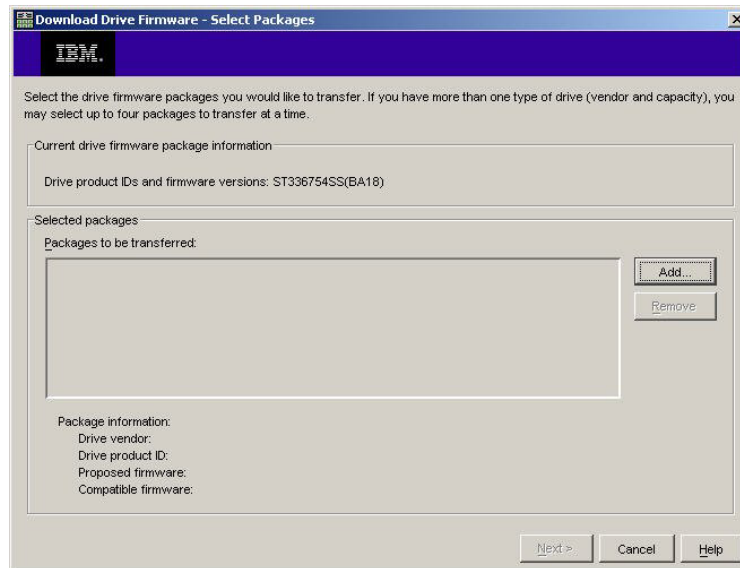 Download Drive Firmware - Select Packages
IBM.
Select the drive firmware packages you would like to transfer. If you have more than one type of drive (vendor and capacity), you
may select up to four packages to transfer at a time.
Current drive firmware package information
Drive product IDs and firmware versions: ST336754SS(BA18)
Selected packages
Packages to be transferred:
Add...
Remove
Package information:
Drive vendor:
Drive product ID:
Proposed firmware:
Compatible firmware:
Next >
Cancel
Help